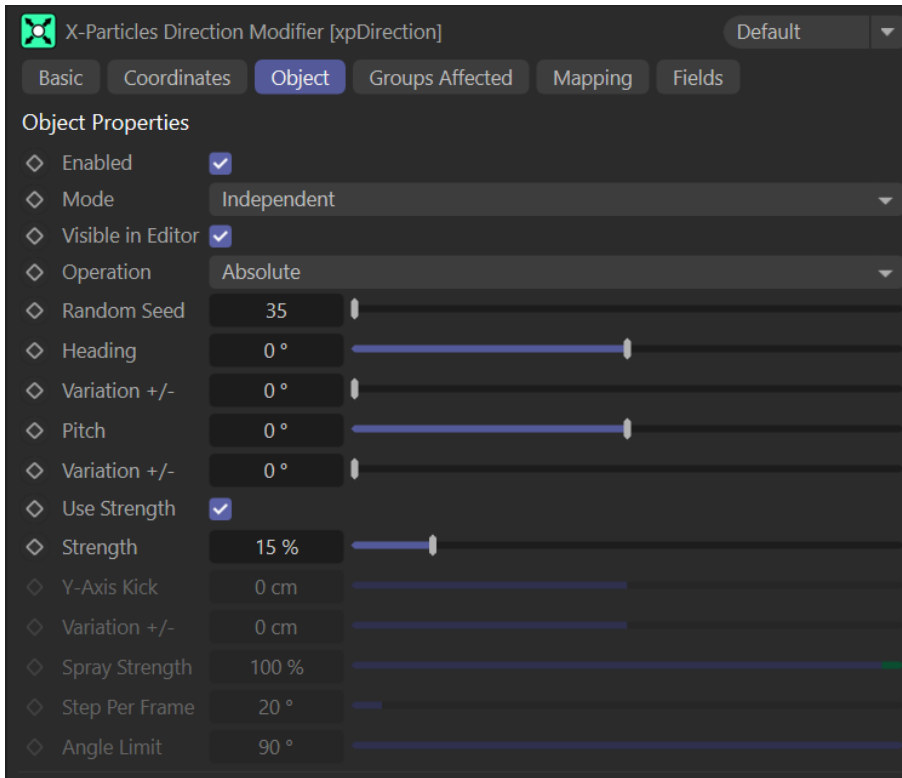 X-Particles Direction Modifier [xpDirection] Default
Basic Coordinates Object Groups Affected Mapping Fields
Object Properties
Enabled
Mode Independent
Visible in Editor
Operation Absolute
Random Seed 35
Heading 0 °
Variation +/- 0 °
Pitch 0 °
Variation +/- 0 °
Use Strength
Strength 15 %
Y-Axis Kick 0 cm
Variation +/- 0 cm
Spray Strength 100 %
Step Per Frame 20 °
Angle Limit 90 °